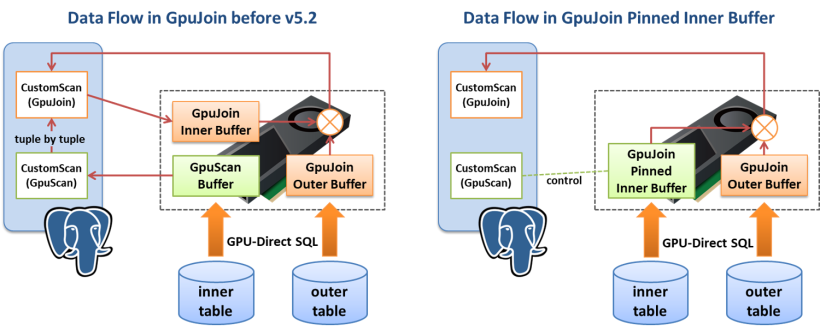 Data Flow in GpuJoin before v5.2
CustomScan
(GpuJoin)
tuple by tuple
CustomScan
(GpuScan)
GpuJoin
Inner Buffer
GpuScan
Buffer
GpuJoin
Outer Buffer
GPU-Direct SQL
inner
table
outer
table
Data Flow in GpuJoin Pinned Inner Buffer
CustomScan
(GpuJoin)
CustomScan
(GpuScan)
control
GpuJoin
Pinned
Inner Buffer
GpuJoin
Outer Buffer
GPU-Direct SQL
inner
table
outer
table